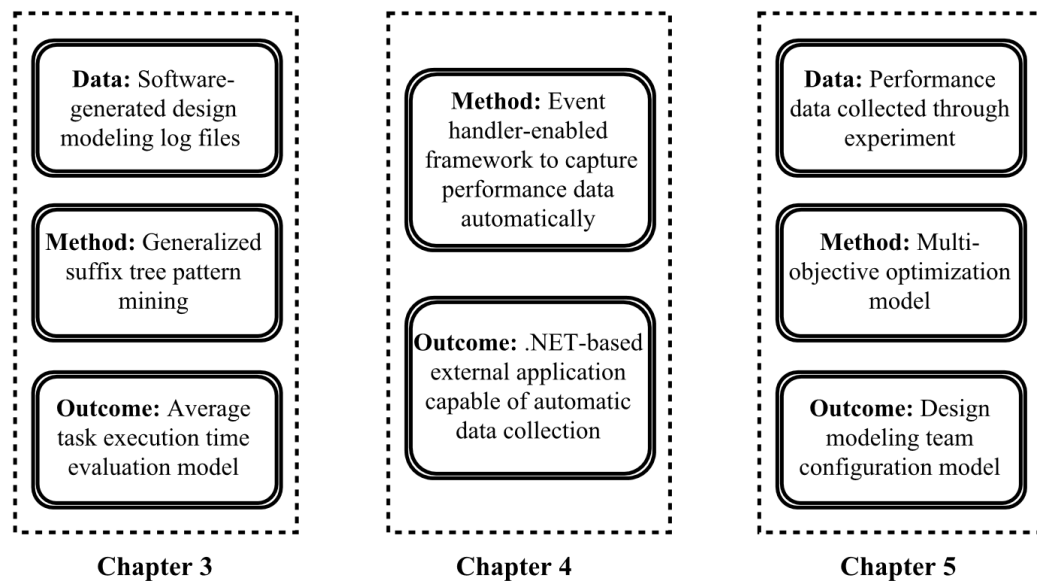 Data: Software-
generated design
modeling log files
Method: Generalized
suffix tree pattern
mining
Outcome: Average
task execution time
evaluation model
Chapter 3
Method: Event
handler-enabled
framework to capture
performance data
automatically
Outcome: .NET-based
external application
capable of automatic
data collection
Chapter 4
Data: Performance
data collected through
experiment
Method: Multi-
objective optimization
model
Outcome: Design
modeling team
configuration model
Chapter 5